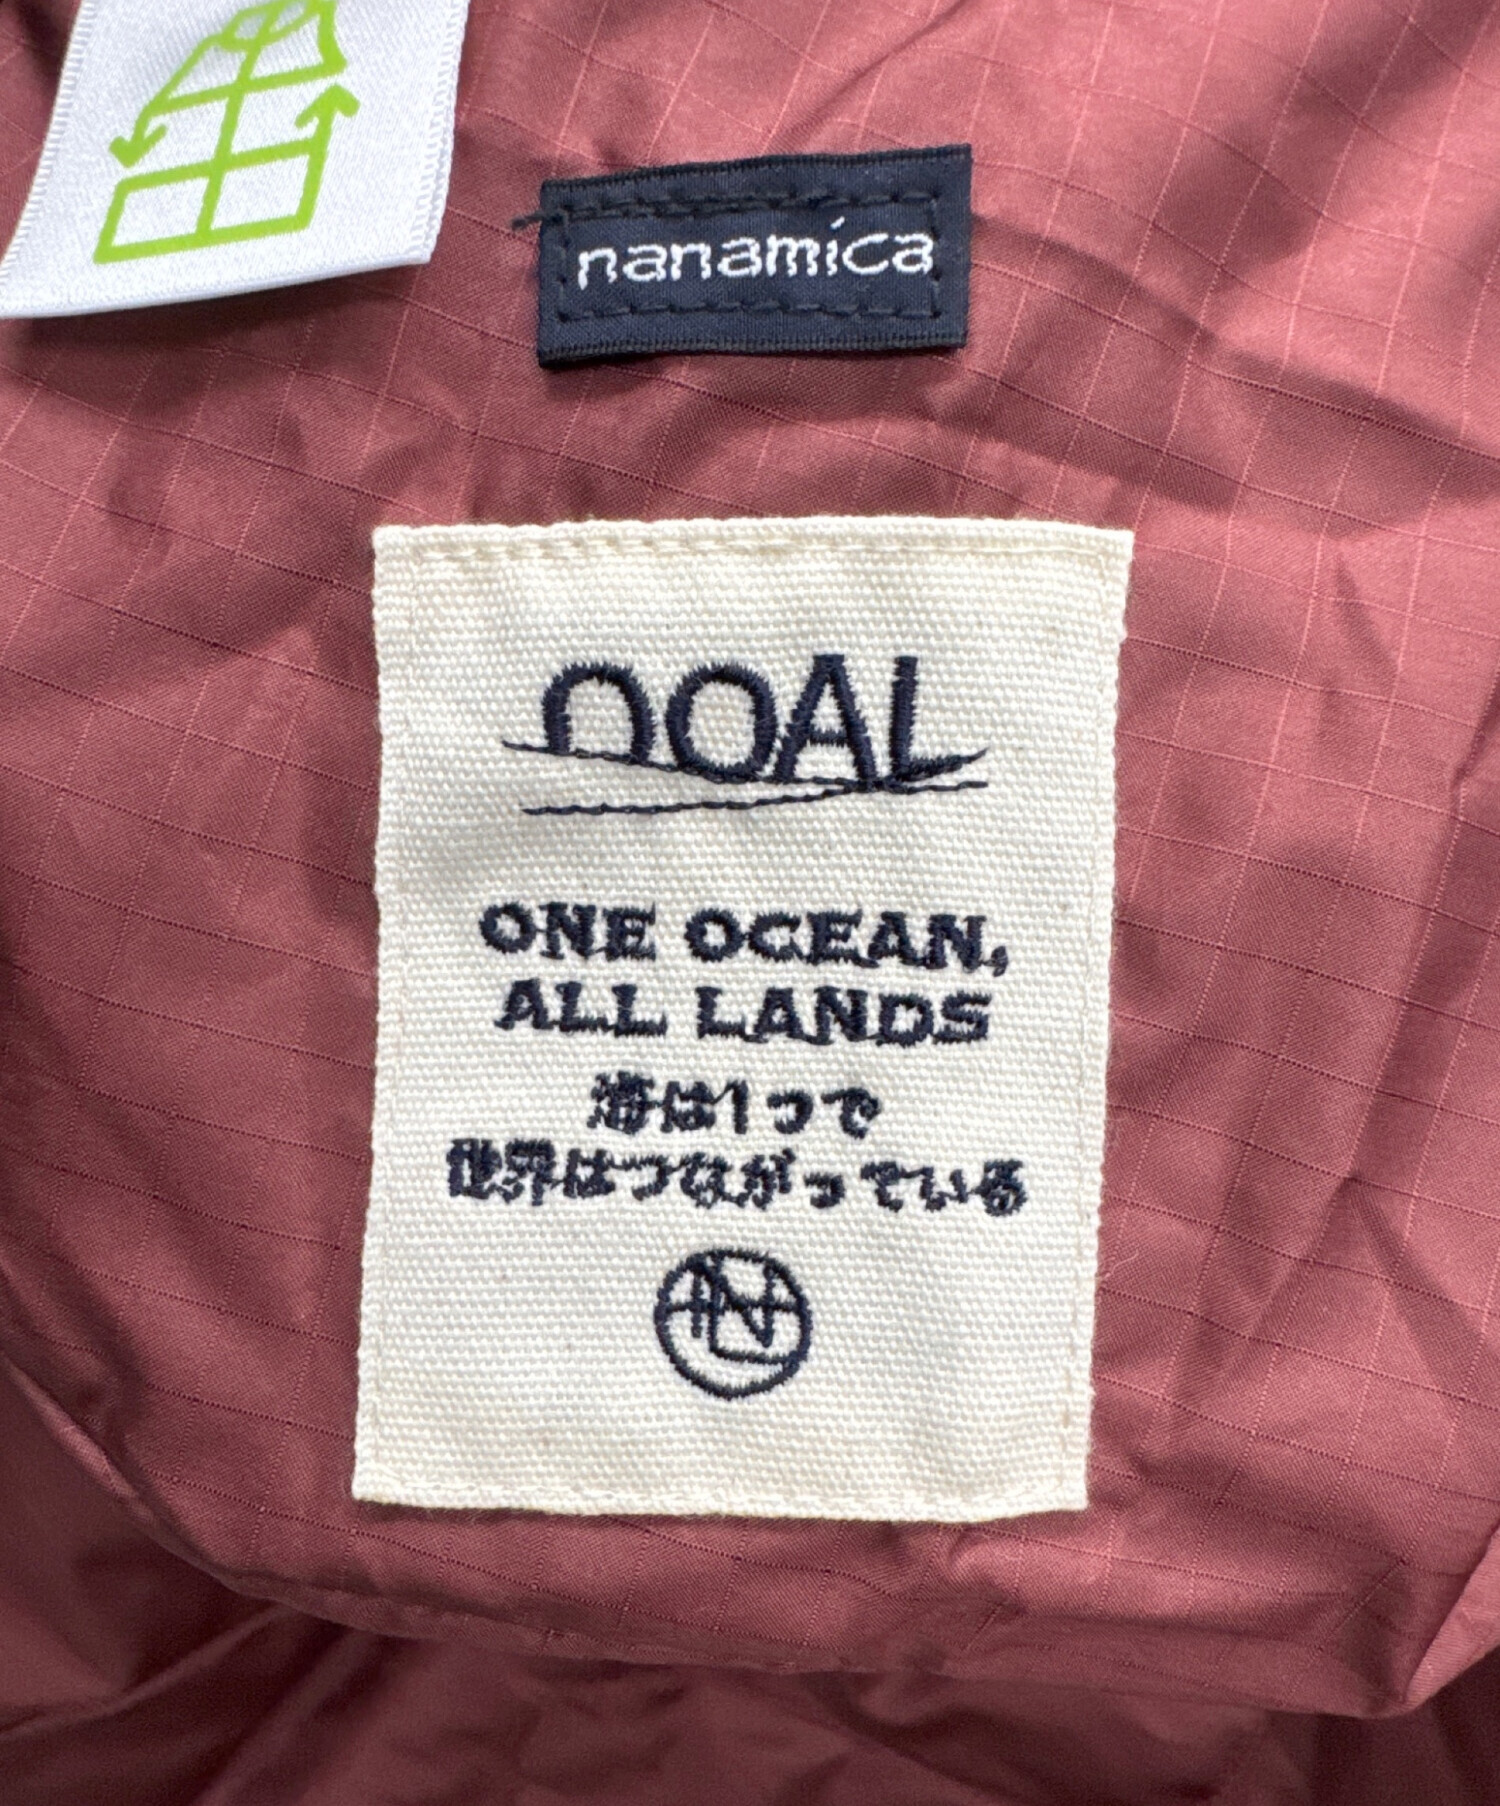 nanamica
nOAL
ONE OCEAN,
ALL LANDS
海は1つで
世界はつながっている